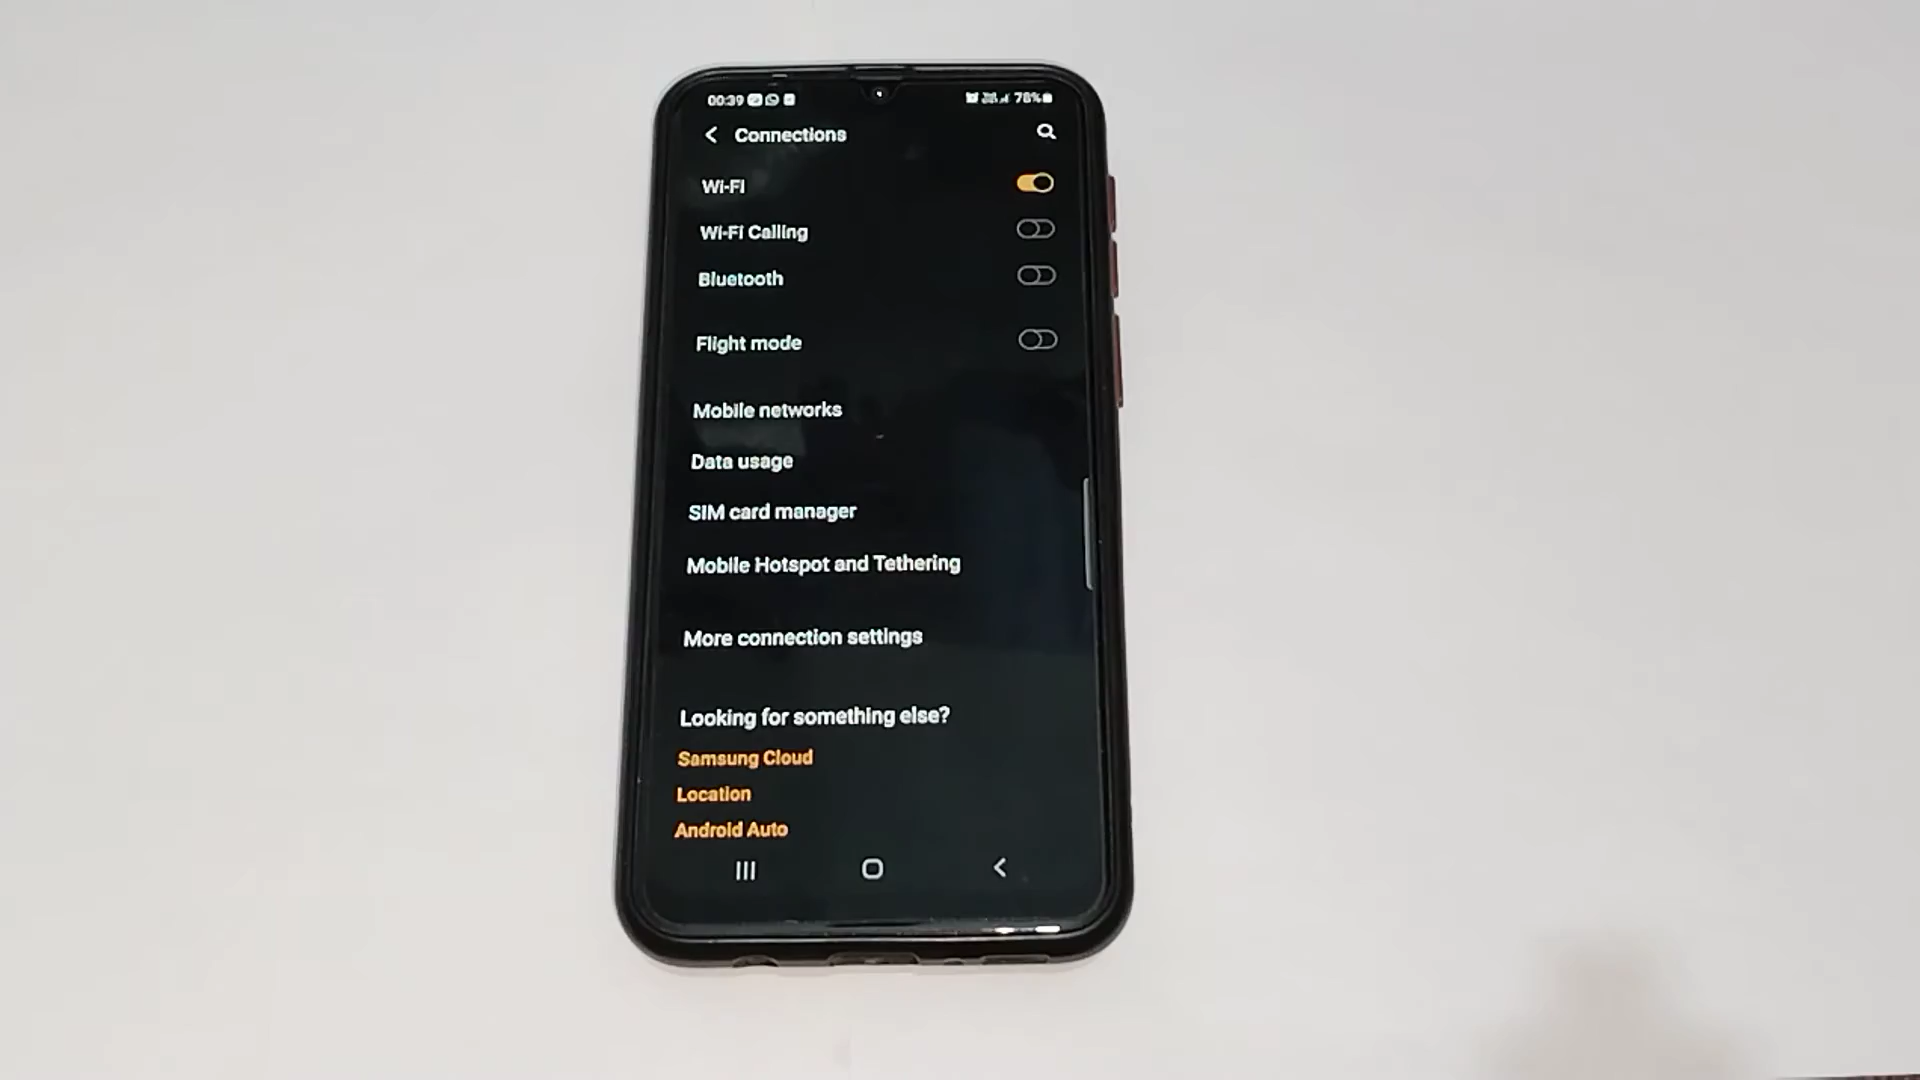 00:39 78%
Connections
Wi-Fi
Wi-Fi Calling
Bluetooth
Flight mode
Mobile networks
Data usage
SIM card manager
Mobile Hotspot and Tethering
More connection settings
Looking for something else?
Samsung Cloud
Location
Android Auto